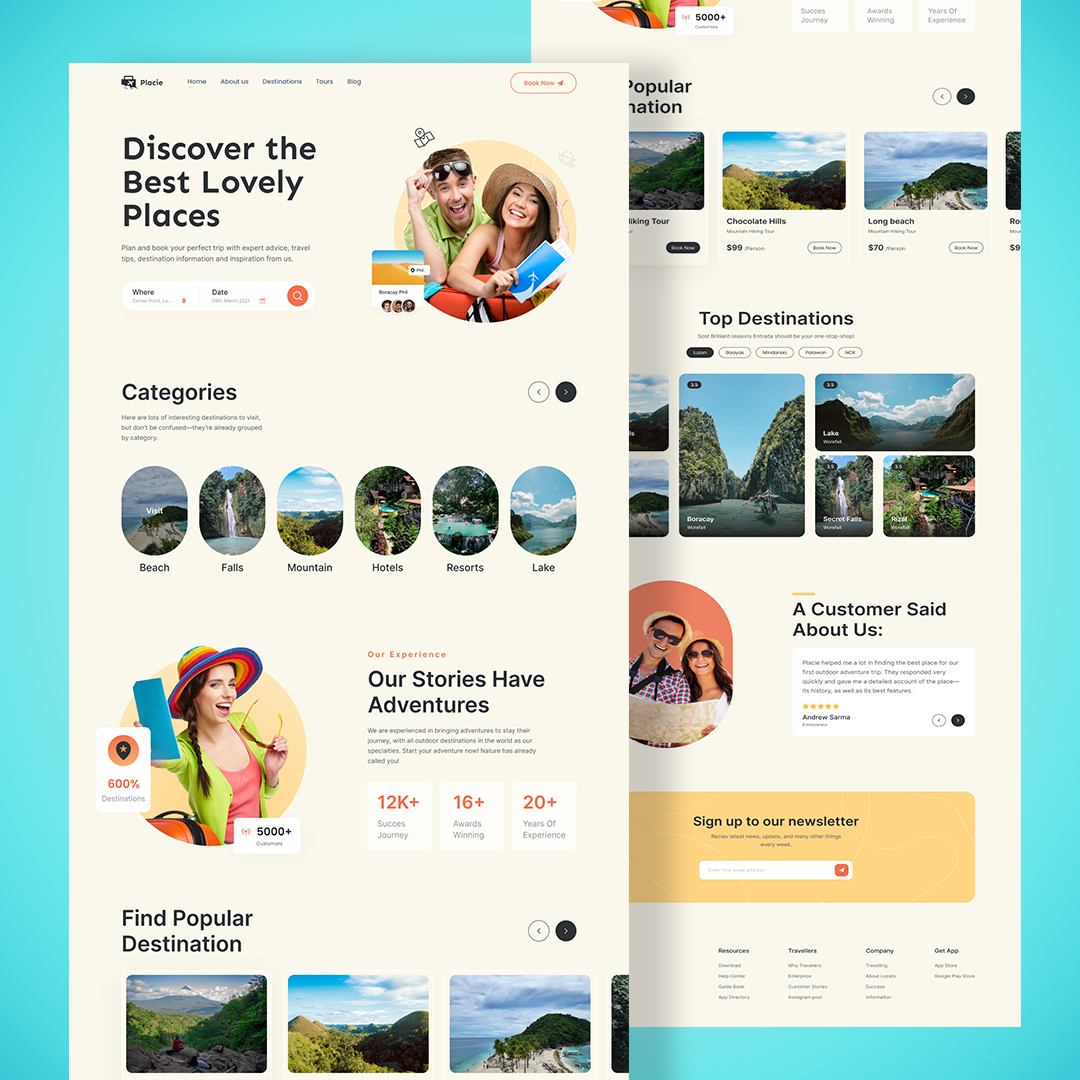 Placie
Home
About us
Destinations
Tours
Blog
Book Now
Discover the
Best Lovely
Places
Plan and book your perfect trip with expert advice, travel
tips, destination information and inspiration from us.
Where
Center Point, Lo...
Date
08th March,2021
Phil
Boracay Phil
Categories
Here are lots of interesting destinations to visit,
but don't be confused—they're already grouped
by category.
Visit
Beach
Falls
Mountain
Hotels
Resorts
Lake
600%
Destinations
5000+
Customers
Our Experience
Our Stories Have
Adventures
We are experienced in bringing adventures to stay their
journey, with all outdoor destinations in the world as our
specialties. Start your adventure now! Nature has already
called you!
12K+
Succes
Journey
16+
Awards
Winning
20+
Years Of
Experience
Find Popular
Destination
5000+
Customers
Succes
Journey
Awards
Winning
Years Of
Experience
Popular
nation
liking Tour
ur
Book Now
Chocolate Hills
Mountain Hiking Tour
$99 /Person
Book Now
Long beach
Mountain Hiking Tour
$70 /Person
Book Now
Ro
Mou
$9
Top Destinations
Sost Brilliant reasons Entrada should be your one-stop-shop!
Luzon
Bisayas
Mindanao
Palawan
NCR
ls
3.5
Boracay
Worefall
3.5
Lake
Worefall
3.5
Secret Falls
Worefall
3.5
Rizal
Worefall
A Customer Said
About Us:
Placie helped me a lot in finding the best place for our
first outdoor adventure trip. They responded very
quickly and gave me a detailed account of the place—
its history, as well as its best features.
Andrew Sarma
Entrepreneur
Sign up to our newsletter
Reciev latest news, update, and many other things
every week.
Enter Your email address
Resources
Download
Help Center
Guide Book
App Directory
Travellers
Why Travellers
Enterprice
Customer Stories
Instagram post
Company
Travelling
About Locato
Success
Information
Get App
App Store
Google Play Store